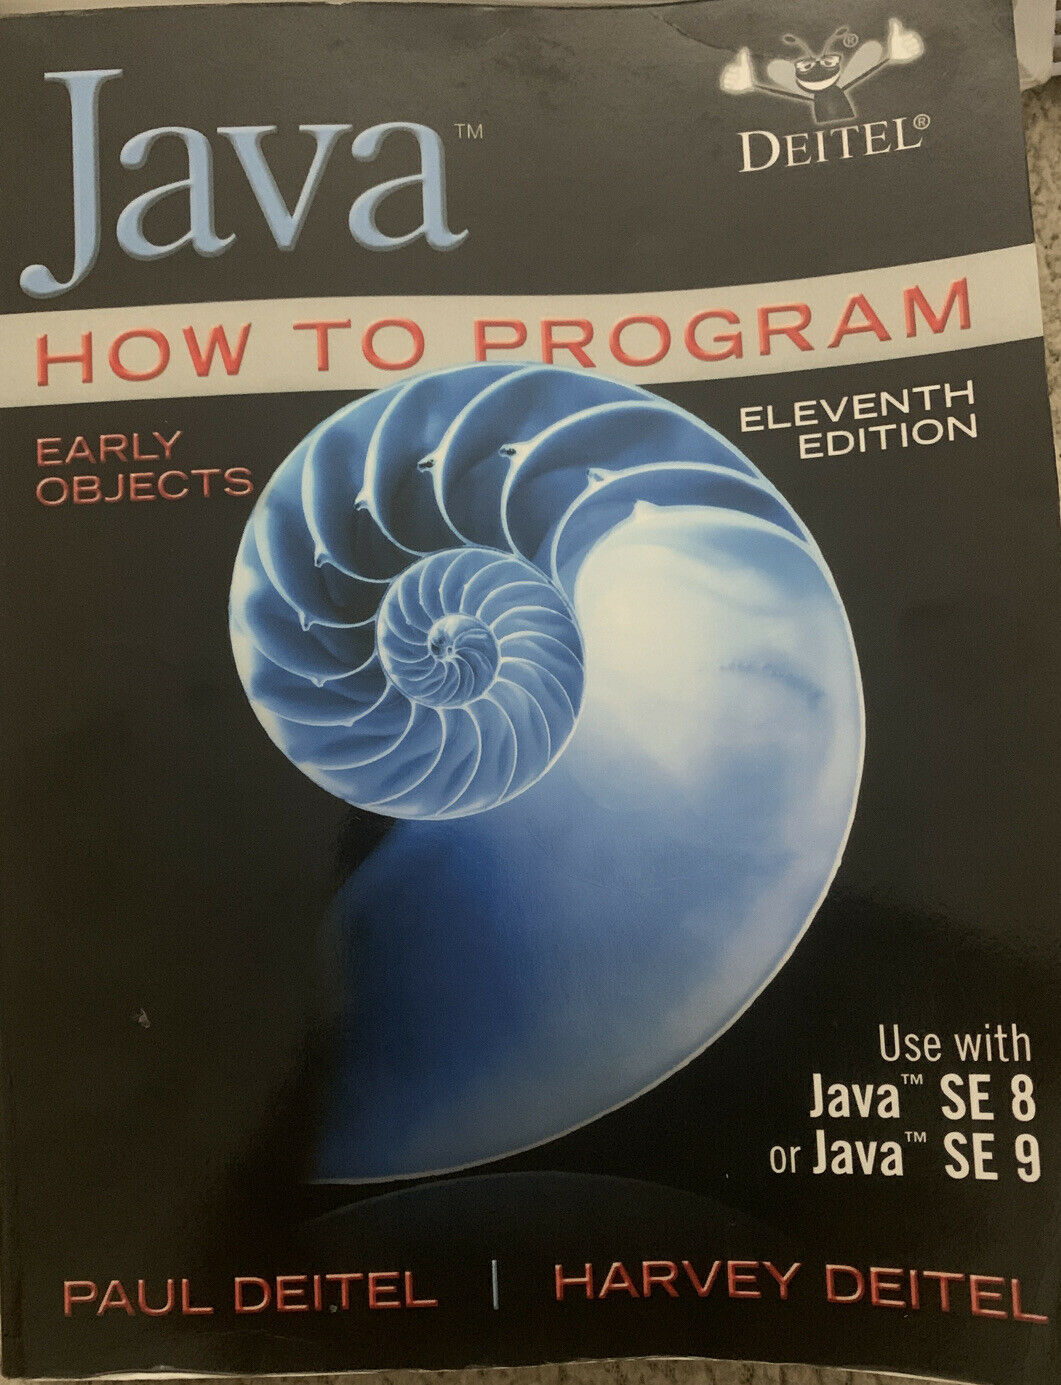 Java™
DEITEL®
HOW TO PROGRAM
EARLY
OBJECTS
ELEVENTH
EDITION
Use with
Java™ SE 8
or Java™ SE 9
PAUL DEITEL | HARVEY DEITEL